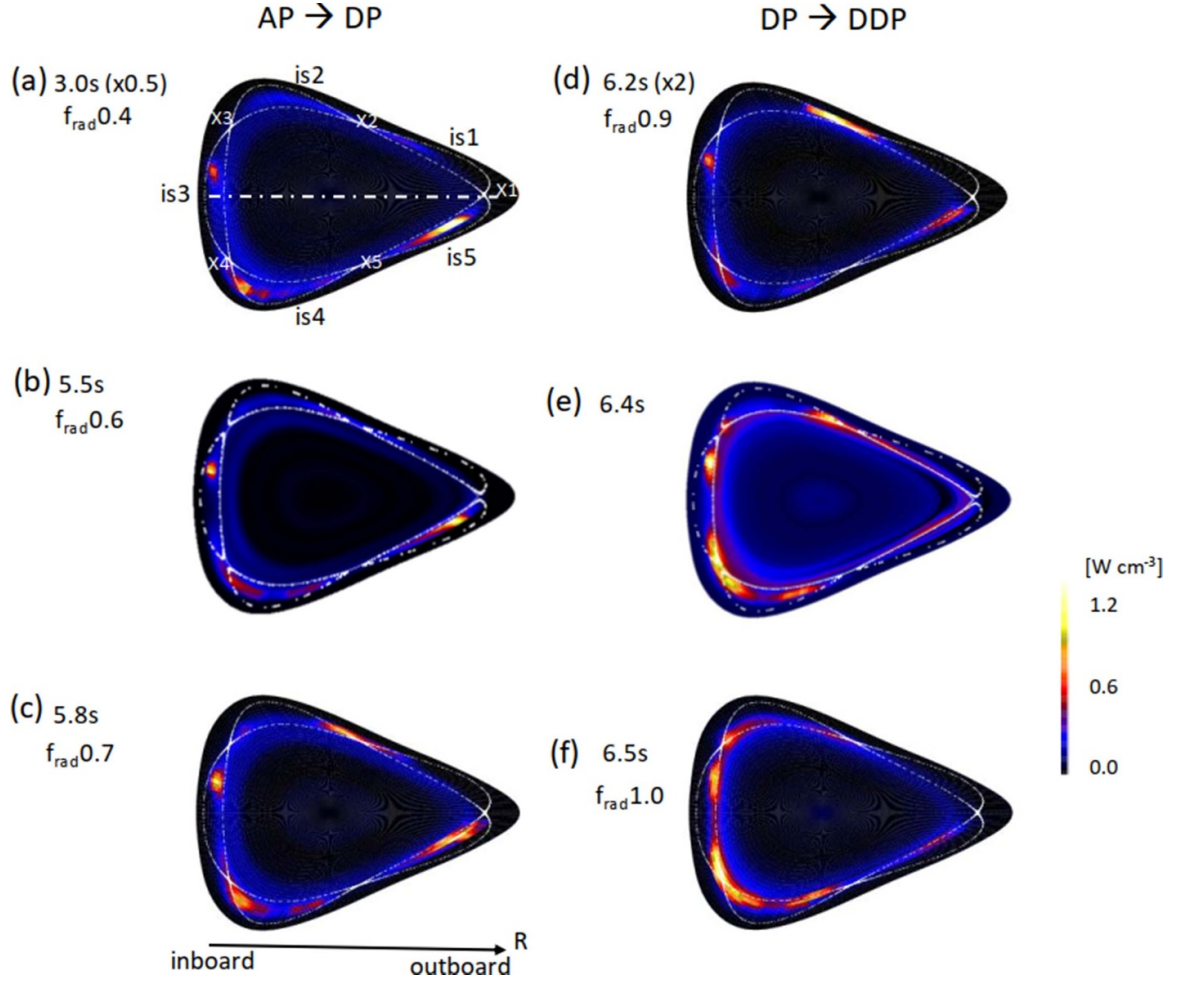 AP → DP
DP → DDP
(a) 3.0s (x0.5)
frad0.4
is2
X3
X2
is1
is3
X1
X4
X5
is5
is4
(d) 6.2s (x2)
frad0.9
(b) 5.5s
frad0.6
(e) 6.4s
[W cm-3]
1.2
0.6
0.0
(c) 5.8s
frad0.7
(f) 6.5s
frad1.0
R
inboard
outboard